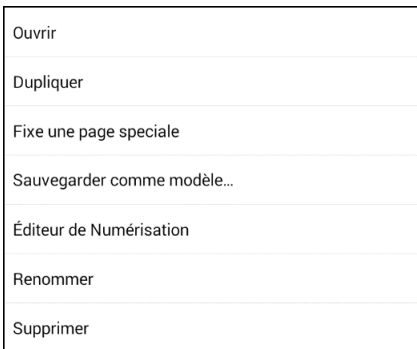 Ouvrir
Dupliquer
Fixe une page speciale
Sauvegarder comme modèle...
Éditeur de Numérisation
Renommer
Supprimer